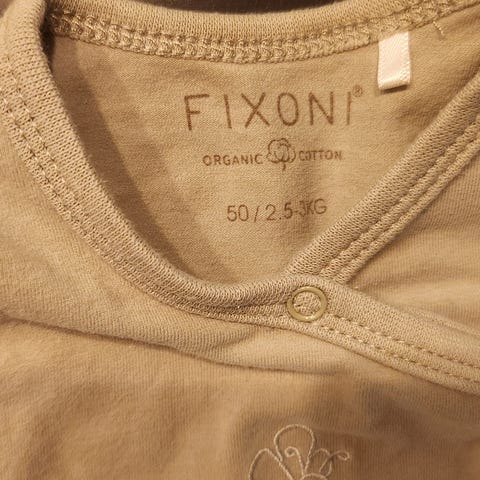 FIXONI®
ORGANIC COTTON
50 / 2.5-3KG